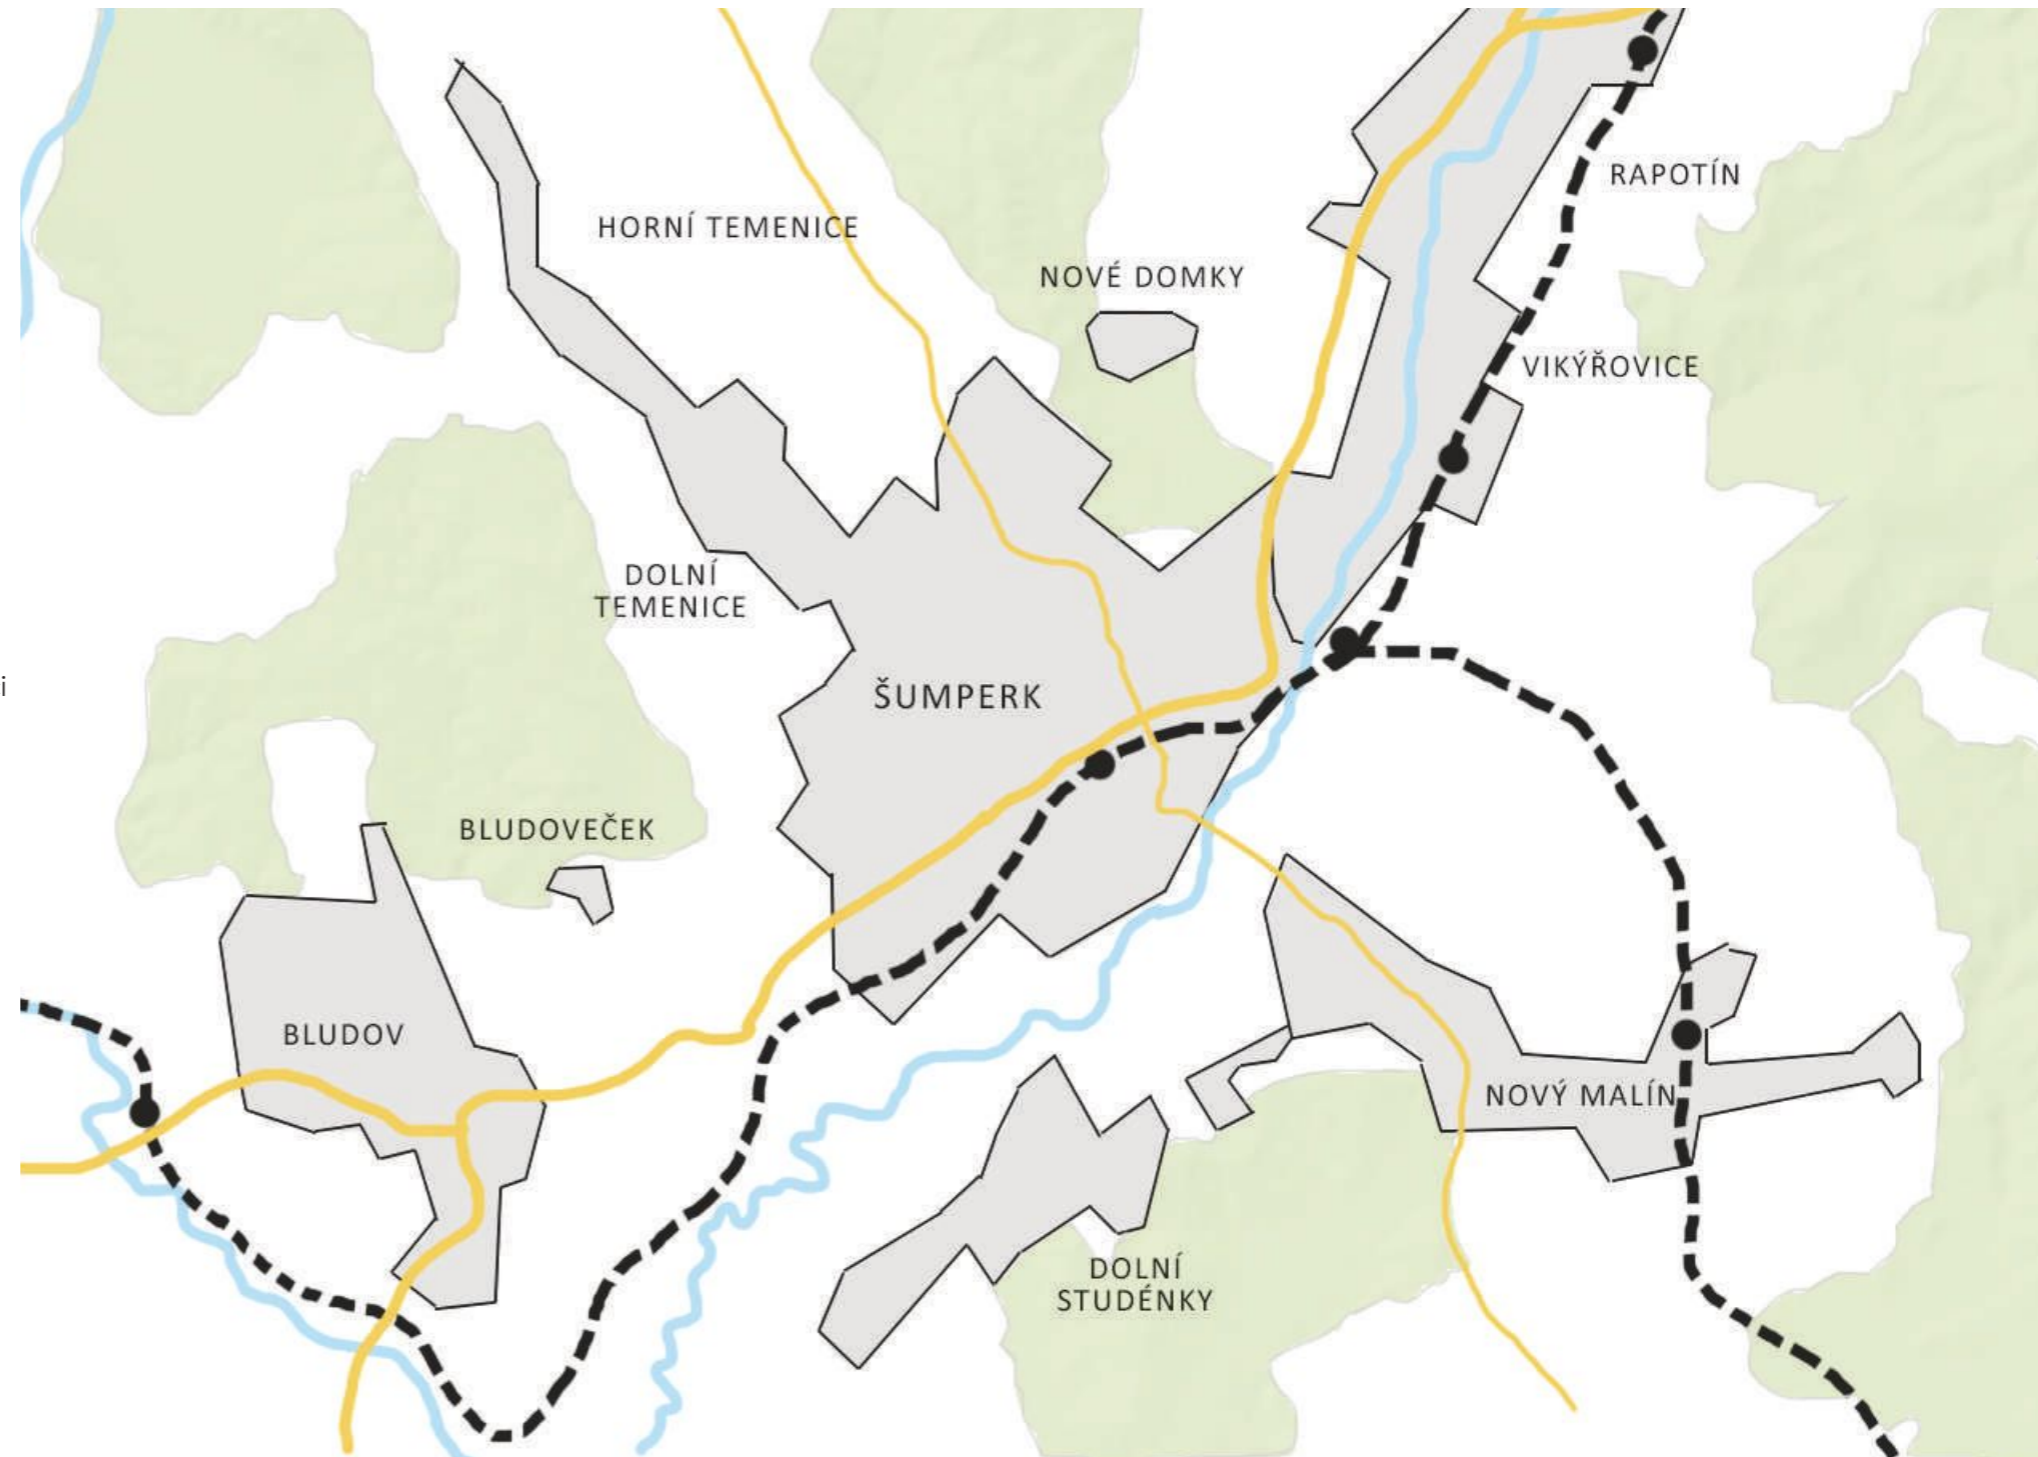 RAPOTÍN
HORNÍ TEMENICE
NOVÉ DOMKY
VIKÝŘOVICE
DOLNÍ
TEMENICE
i
ŠUMPERK
BLUDOVEČEK
BLUDOV
NOVÝ MALÍN
DOLNÍ
STUDÉNKY